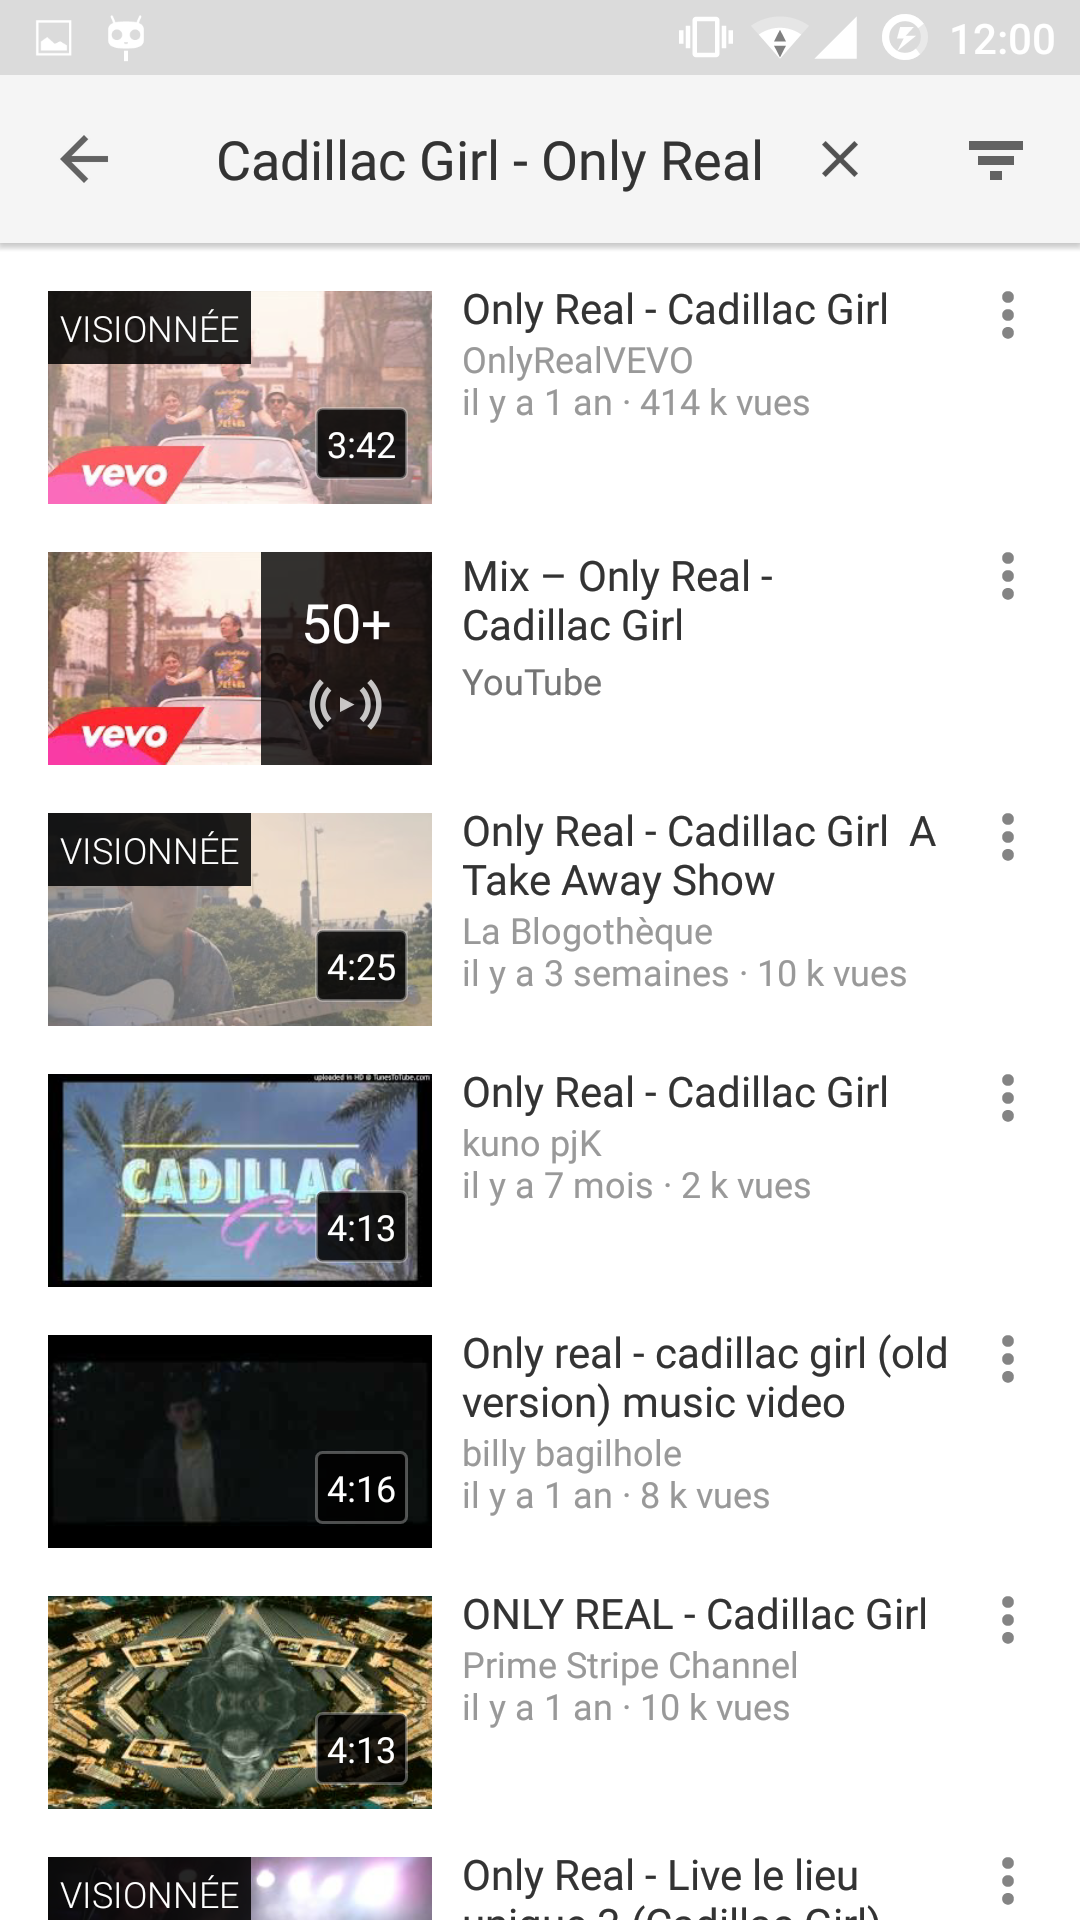 12:00
Cadillac Girl - Only Real
VISIONNÉE
3:42
vevo
Only Real - Cadillac Girl
OnlyRealVEVO
il y a 1 an · 414 k vues
50+
vevo
Mix – Only Real -
Cadillac Girl
YouTube
VISIONNÉE
4:25
Only Real - Cadillac Girl  A
Take Away Show
La Blogothèque
il y a 3 semaines · 10 k vues
uploaded in HD @ TunesToTube.com
CADILLAC
4:13
Only Real - Cadillac Girl
kuno pjK
il y a 7 mois · 2 k vues
4:16
Only real - cadillac girl (old
version) music video
billy bagilhole
il y a 1 an · 8 k vues
4:13
ONLY REAL - Cadillac Girl
Prime Stripe Channel
il y a 1 an · 10 k vues
VISIONNÉE
Only Real - Live le lieu
unique 2 (Cadillac Girl)